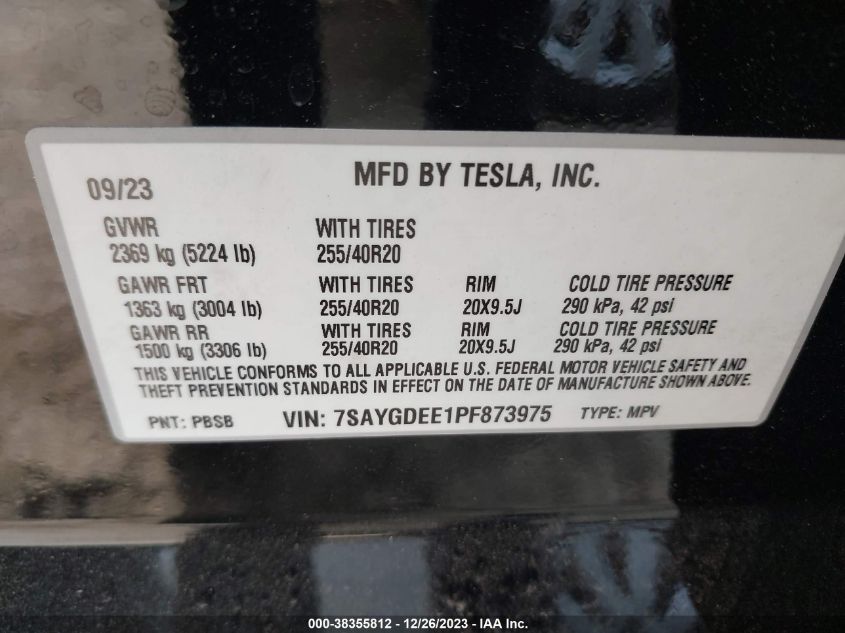 09/23 MFD BY TESLA, INC.
GVWR WITH TIRES
2369 kg (5224 lb) 255/40R20
GAWR FRT WITH TIRES RIM COLD TIRE PRESSURE
1363 kg (3004 lb) 255/40R20 20X9.5J 290 kPa, 42 psi
GAWR RR WITH TIRES RIM COLD TIRE PRESSURE
1500 kg (3306 lb) 255/40R20 20X9.5J 290 kPa, 42 psi
THIS VEHICLE CONFORMS TO ALL APPLICABLE U.S. FEDERAL MOTOR VEHICLE SAFETY AND
THEFT PREVENTION STANDARDS IN EFFECT ON THE DATE OF MANUFACTURE SHOWN ABOVE.
PNT: PBSB VIN: 7SAYGDEE1PF873975 TYPE: MPV
000-38355812 - 12/26/2023 - IAA Inc.